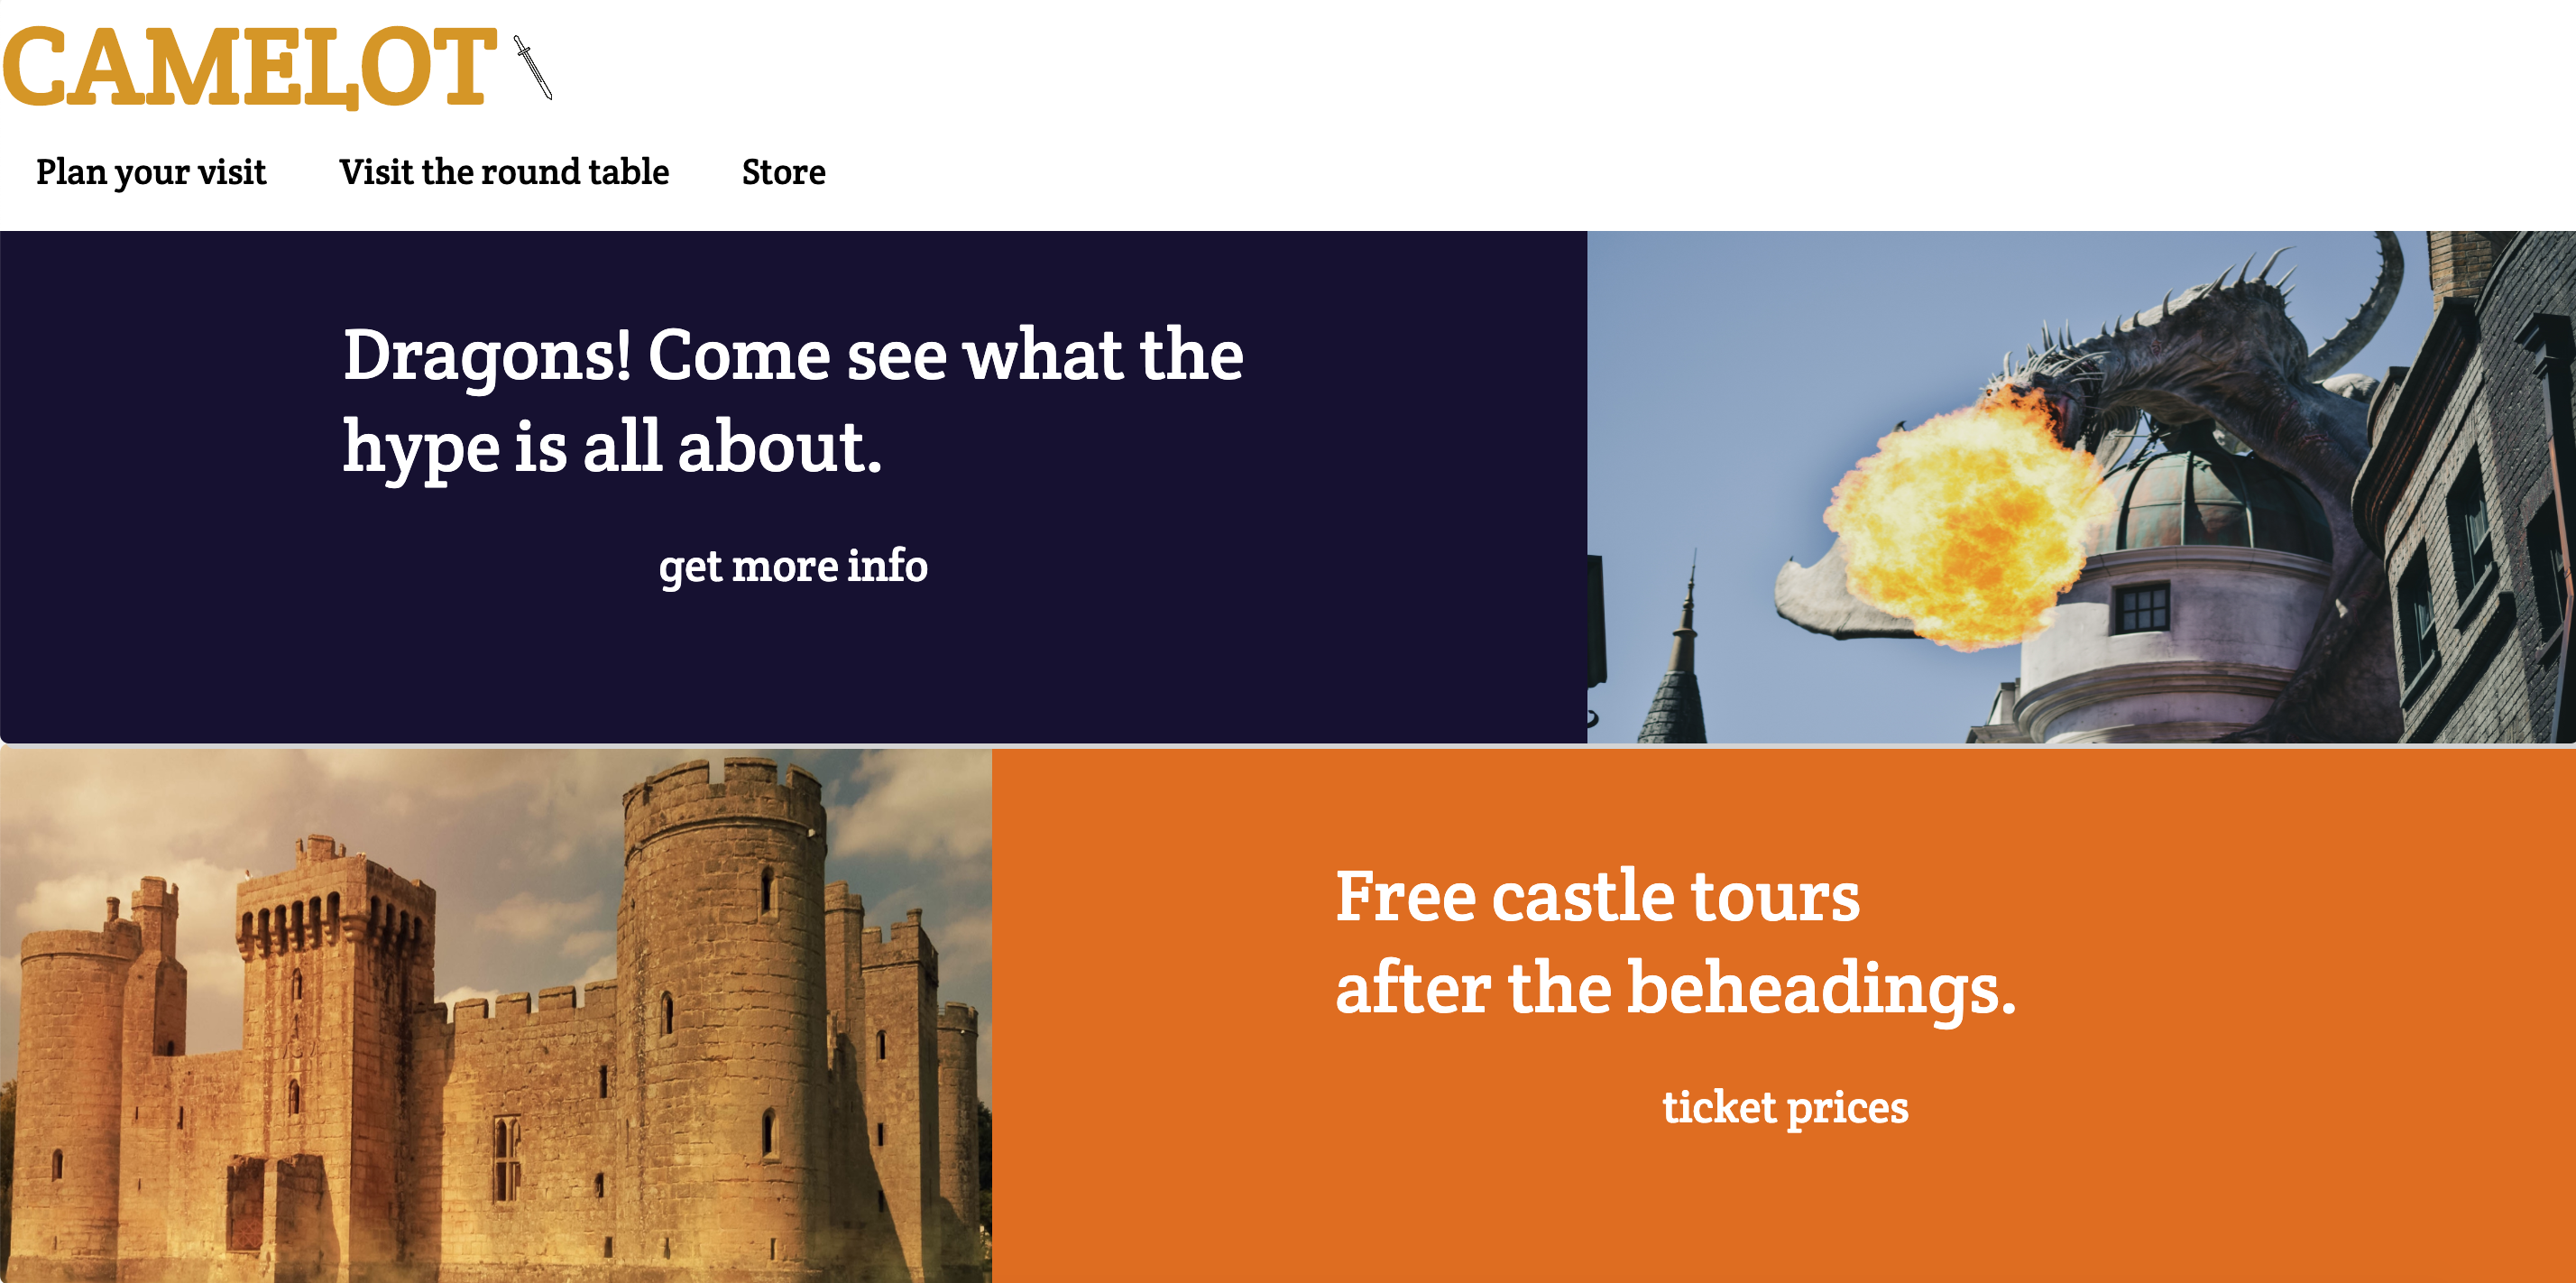 CAMELOT
Plan your visit Visit the round table Store
Dragons! Come see what the
hype is all about.
get more info
Free castle tours
after the beheadings.
ticket prices